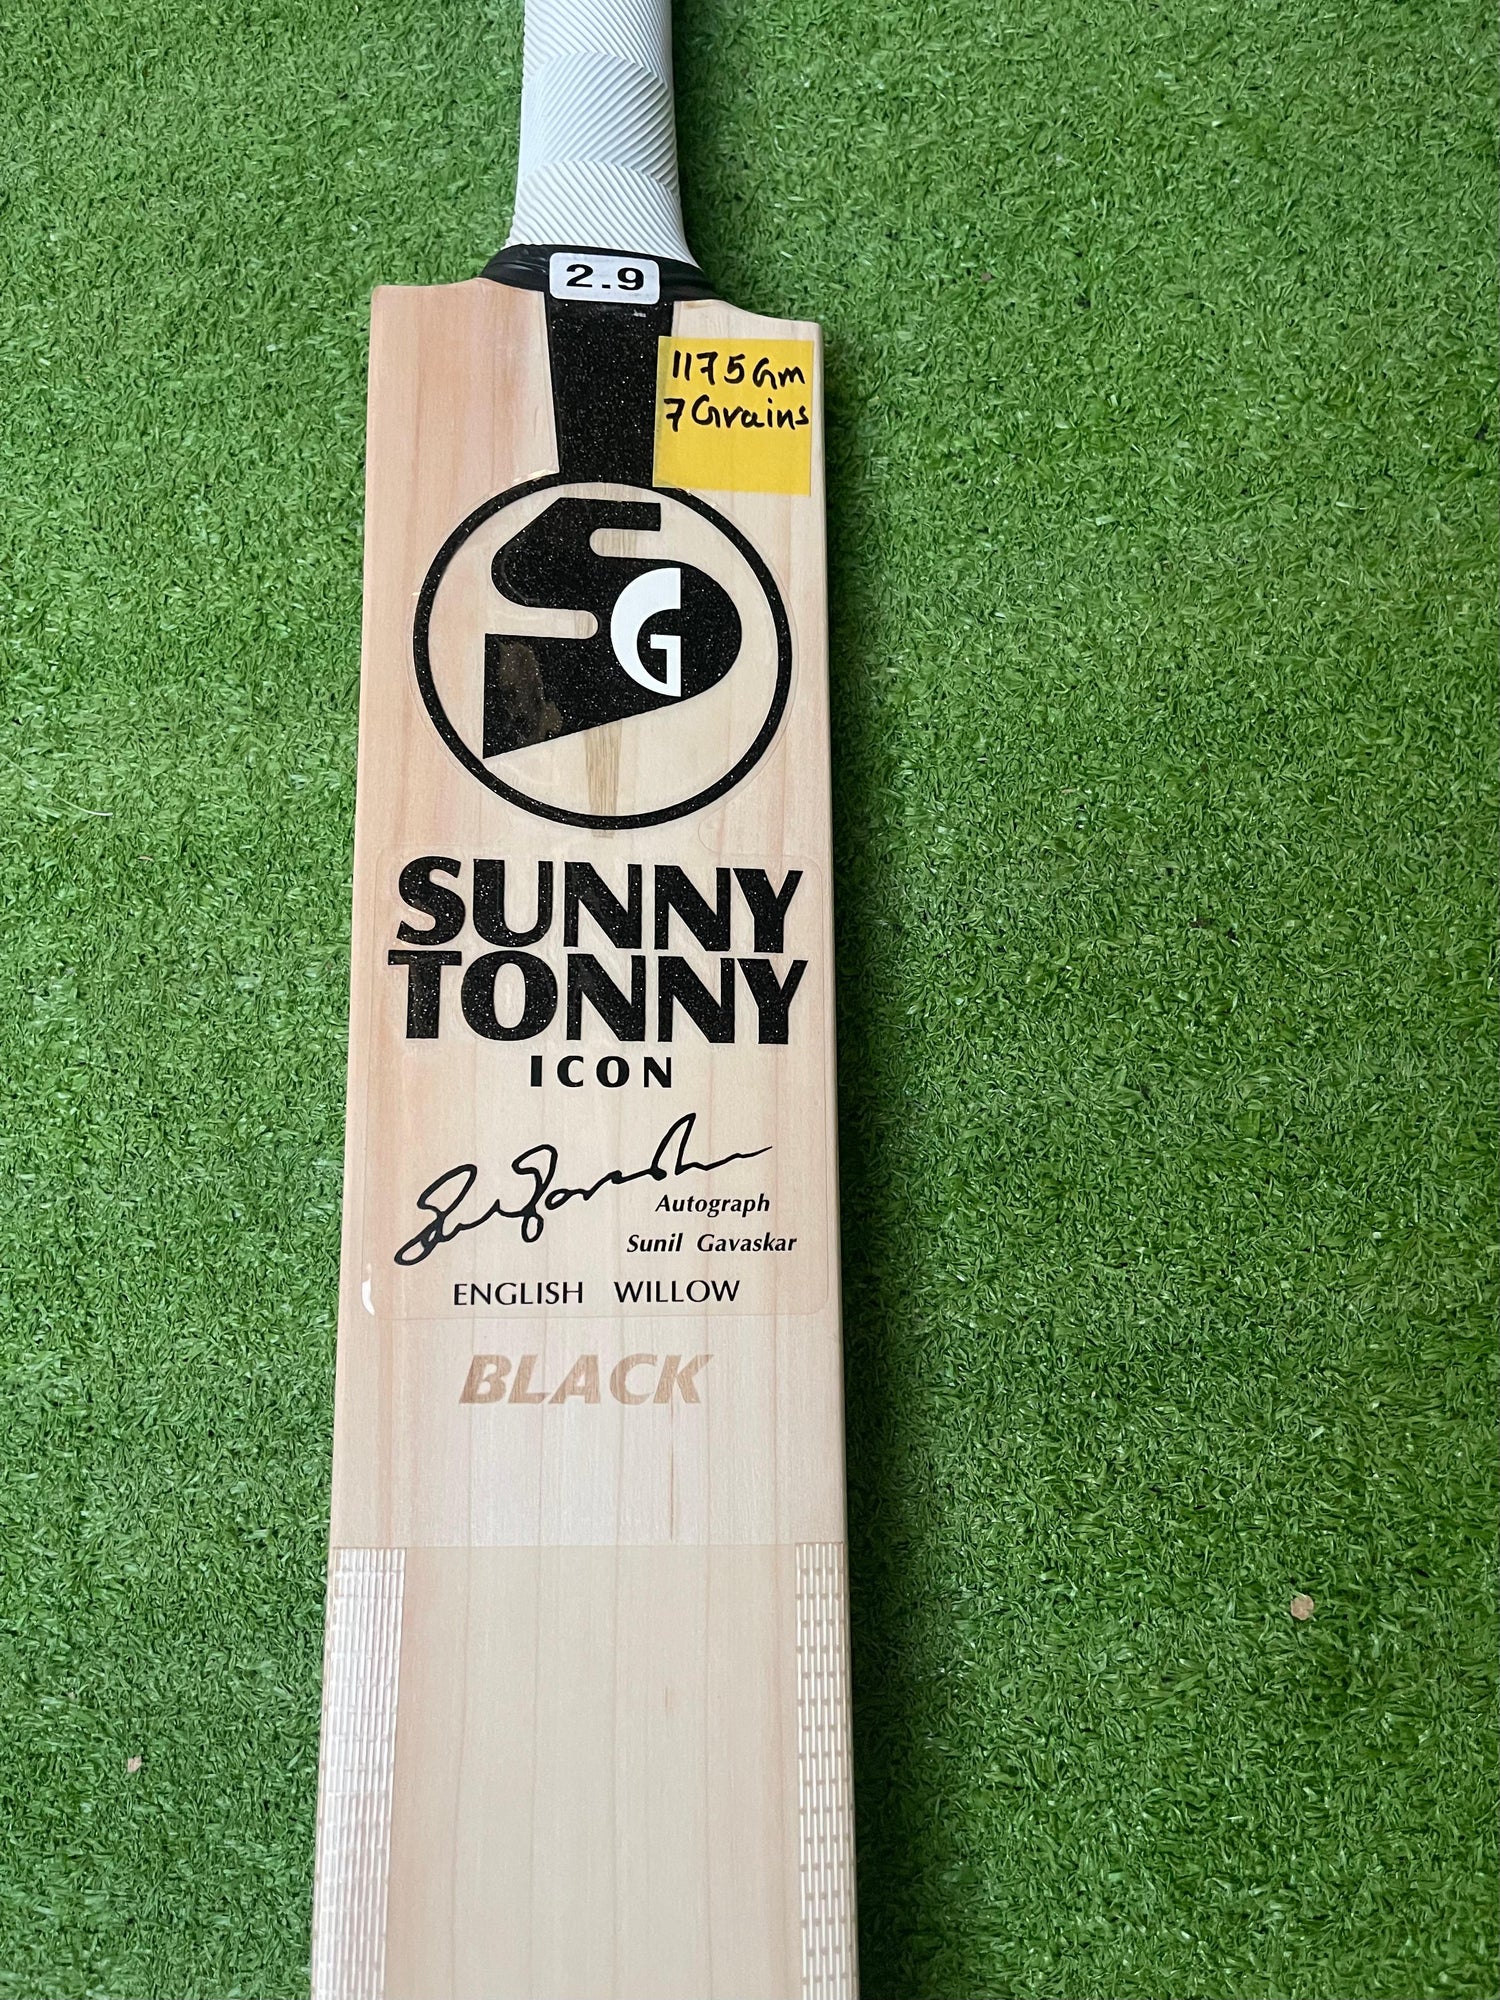 2.9
1175 Gm
7 Grains
SG
SUNNY
TONNY
ICON
Autograph
Sunil Gavaskar
ENGLISH WILLOW
BLACK